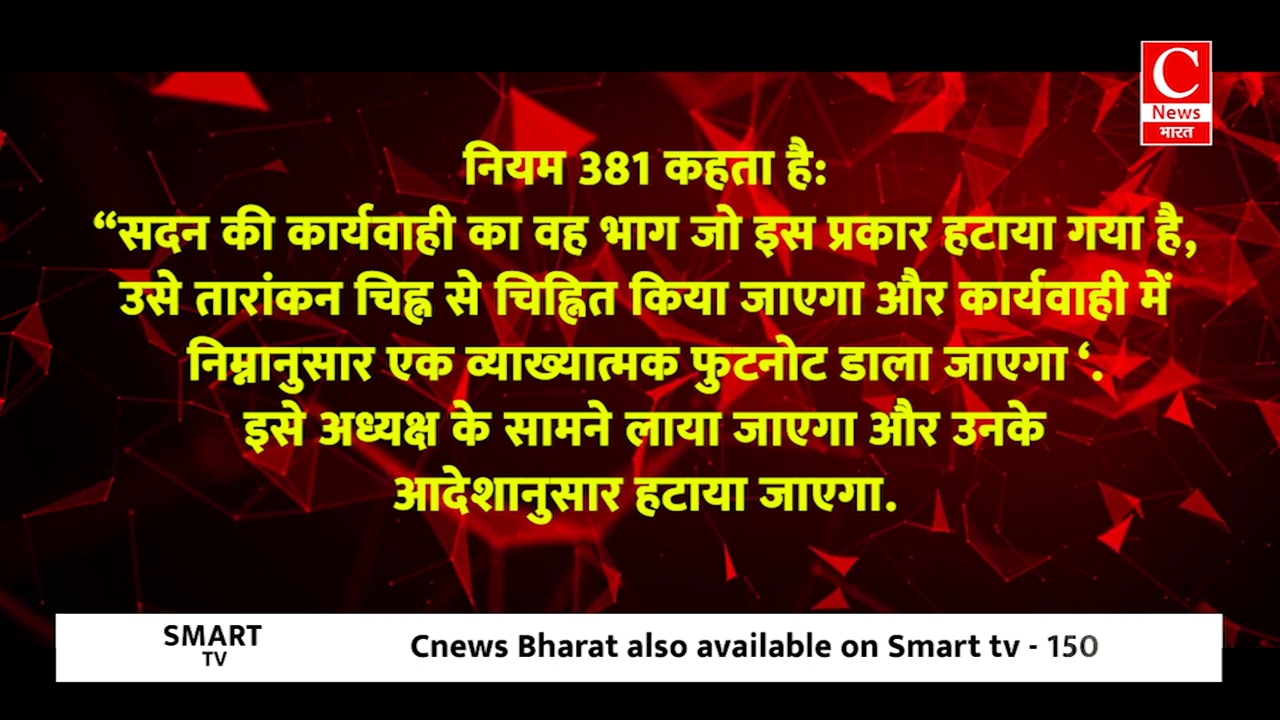 C
News
भारत
नियम 381 कहता है:
“सदन की कार्यवाही का वह भाग जो इस प्रकार हटाया गया है,
उसे तारांकन चिह्न से चिह्नित किया जाएगा और कार्यवाही में
निम्नानुसार एक व्याख्यात्मक फुटनोट डाला जाएगा ‘.
इसे अध्यक्ष के सामने लाया जाएगा और उनके
आदेशानुसार हटाया जाएगा.
SMART
TV
Cnews Bharat also available on Smart tv - 150